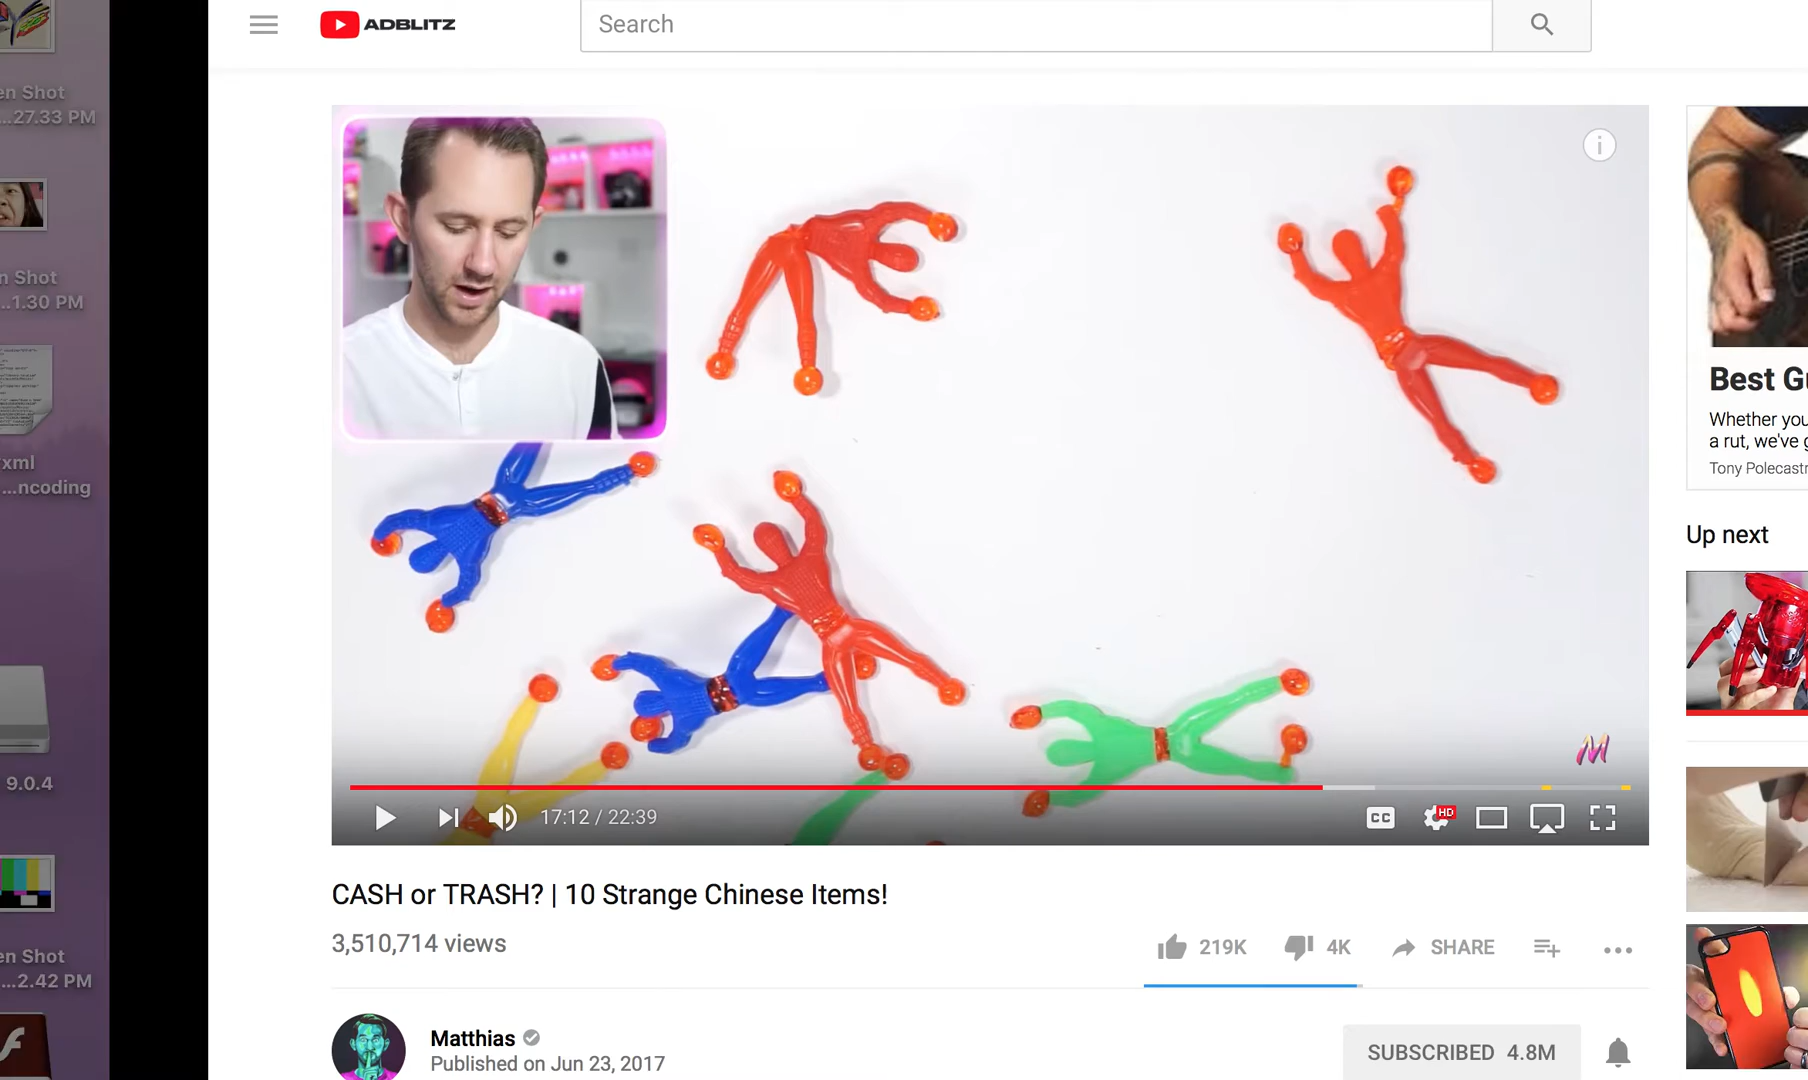 en Shot
...27.33 PM
n Shot
...1.30 PM
xml
...ncoding
9.0.4
en Shot
...2.42 PM
ADBLITZ
Search
i
M
17:12 / 22:39
CC
HD
CASH or TRASH? | 10 Strange Chinese Items!
3,510,714 views
219K
4K
SHARE
Matthias
Published on Jun 23, 2017
SUBSCRIBED 4.8M
Best Gu
Whether you
a rut, we've g
Tony Polecastr
Up next